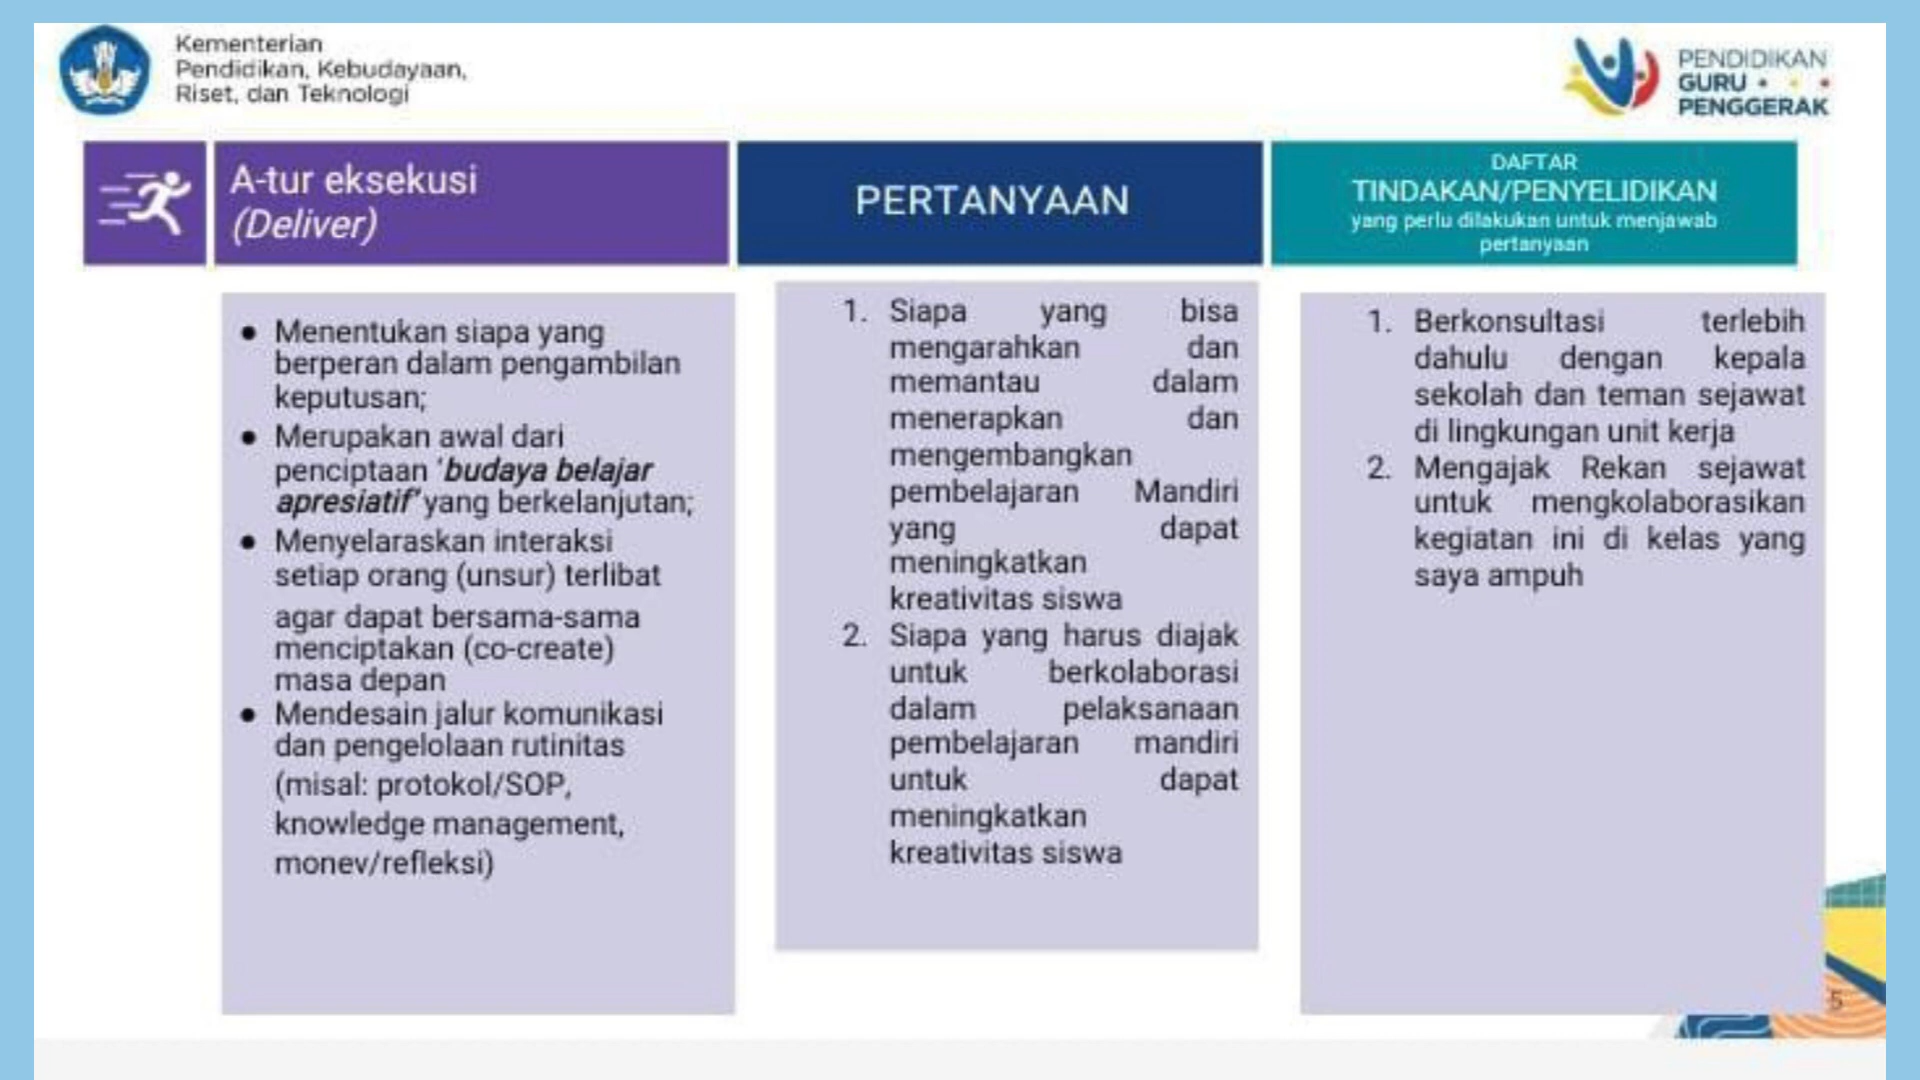 Kementerian
Pendidikan, Kebudayaan,
Riset, dan Teknologi
PENDIDIKAN
GURU
PENGGERAK
A-tur eksekusi
(Deliver)
PERTANYAAN
DAFTAR
TINDAKAN/PENYELIDIKAN
yang perlu dilakukan untuk menjawab
pertanyaan
● Menentukan siapa yang
berperan dalam pengambilan
keputusan;
● Merupakan awal dari
penciptaan 'budaya belajar
apresiatif' yang berkelanjutan;
● Menyelaraskan interaksi
setiap orang (unsur) terlibat
agar dapat bersama-sama
menciptakan (co-create)
masa depan
● Mendesain jalur komunikasi
dan pengelolaan rutinitas
(misal: protokol/SOP,
knowledge management,
monev/refleksi)
1. Siapa yang bisa
mengarahkan dan
memantau dalam
menerapkan dan
mengembangkan
pembelajaran Mandiri
yang dapat
meningkatkan
kreativitas siswa
2. Siapa yang harus diajak
untuk berkolaborasi
dalam pelaksanaan
pembelajaran mandiri
untuk dapat
meningkatkan
kreativitas siswa
1. Berkonsultasi terlebih
dahulu dengan kepala
sekolah dan teman sejawat
di lingkungan unit kerja
2. Mengajak Rekan sejawat
untuk mengkolaborasikan
kegiatan ini di kelas yang
saya ampuh
5